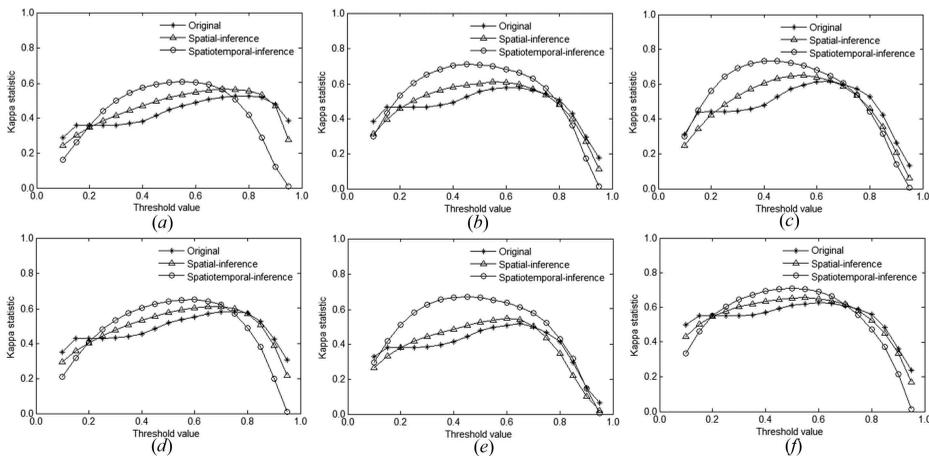 1.0
0.8
0.6
0.4
0.2
0.0
Kappa statistic
Original
Spatial-inference
Spatiotemporal-inference
0.0 0.2 0.4 0.6 0.8 1.0
Threshold value
(a)
1.0
0.8
0.6
0.4
0.2
0.0
Kappa statistic
Original
Spatial-inference
Spatiotemporal-inference
0.0 0.2 0.4 0.6 0.8 1.0
Threshold value
(b)
1.0
0.8
0.6
0.4
0.2
0.0
Kappa statistic
Original
Spatial-inference
Spatiotemporal-inference
0.0 0.2 0.4 0.6 0.8 1.0
Threshold value
(c)
1.0
0.8
0.6
0.4
0.2
0.0
Kappa statistic
Original
Spatial-inference
Spatiotemporal-inference
0.0 0.2 0.4 0.6 0.8 1.0
Threshold value
(d)
1.0
0.8
0.6
0.4
0.2
0.0
Kappa statistic
Original
Spatial-inference
Spatiotemporal-inference
0.0 0.2 0.4 0.6 0.8 1.0
Threshold value
(e)
1.0
0.8
0.6
0.4
0.2
0.0
Kappa statistic
Original
Spatial-inference
Spatiotemporal-inference
0.0 0.2 0.4 0.6 0.8 1.0
Threshold value
(f)